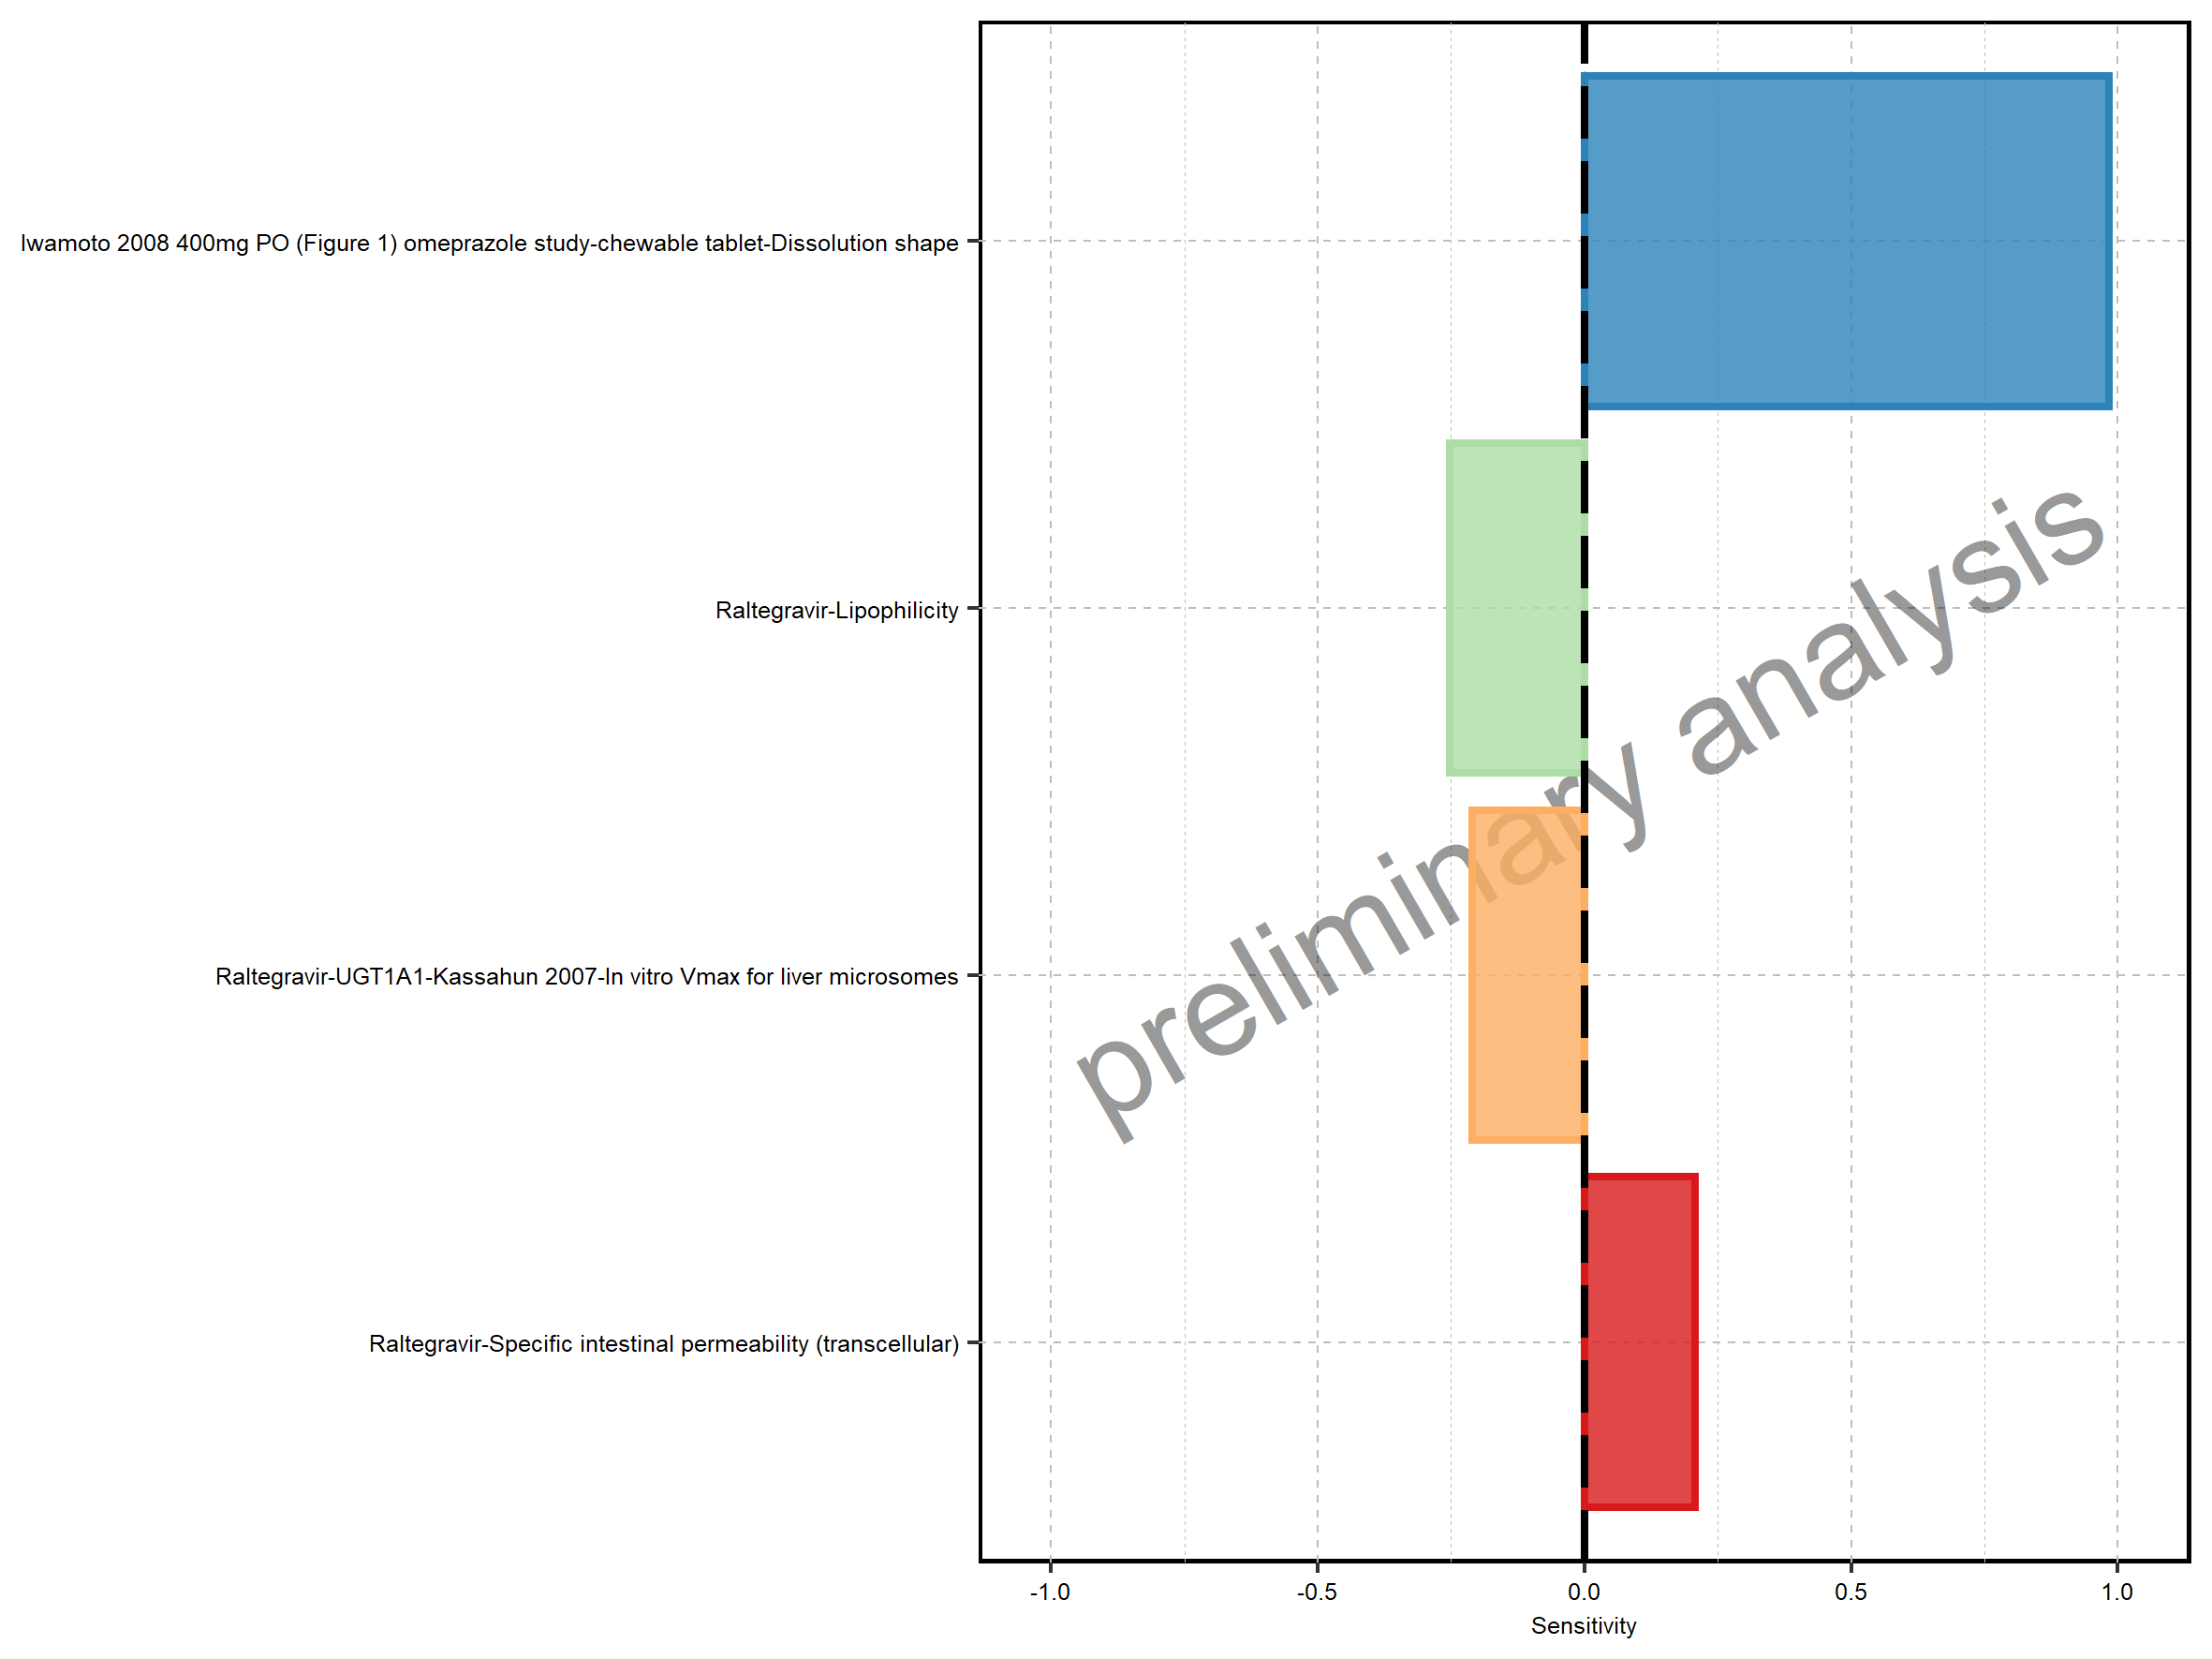 Iwamoto 2008 400mg PO (Figure 1) omeprazole study-chewable tablet-Dissolution shape
Raltegravir-Lipophilicity
Raltegravir-UGT1A1-Kassahun 2007-In vitro Vmax for liver microsomes
Raltegravir-Specific intestinal permeability (transcellular)
preliminary analysis
-1.0 -0.5 0.0 0.5 1.0
Sensitivity